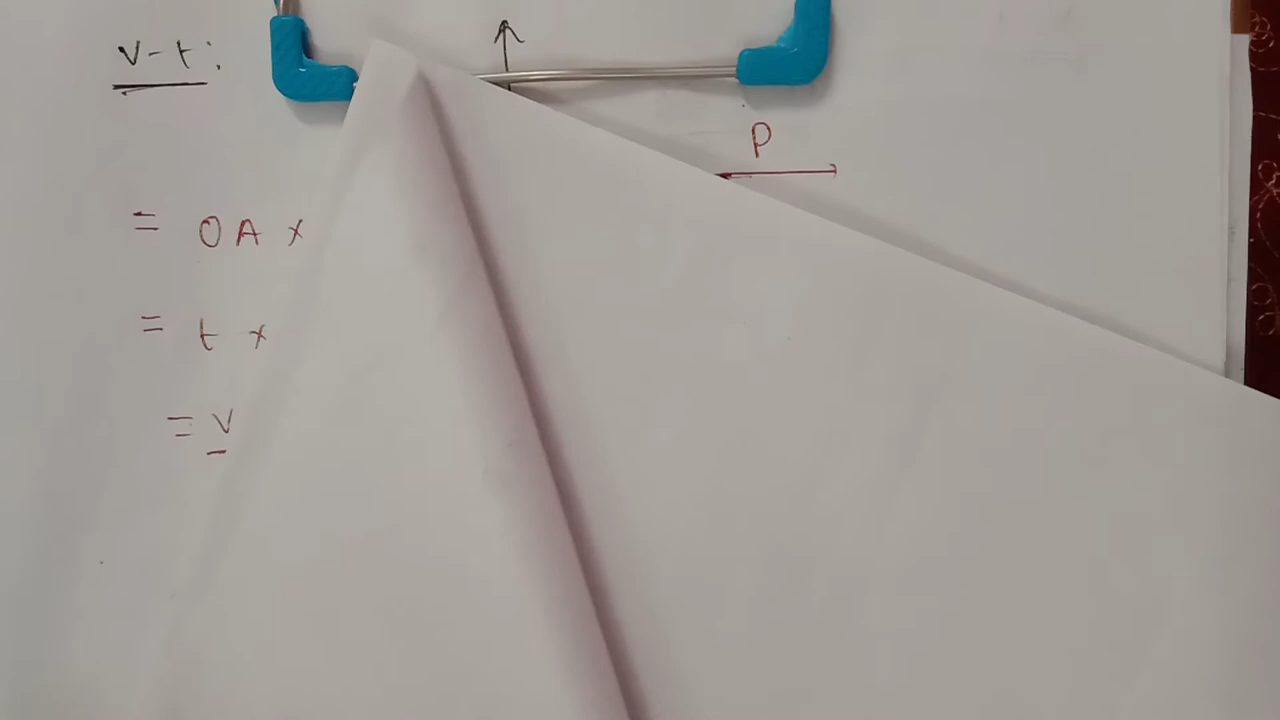 v-t:
P
= OA ×
= t ×
= v